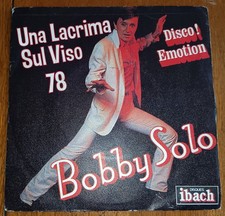 Una Lacrima
Sul Viso
78
Disco!
Emotion
Bobby Solo
DISQUES
ibach